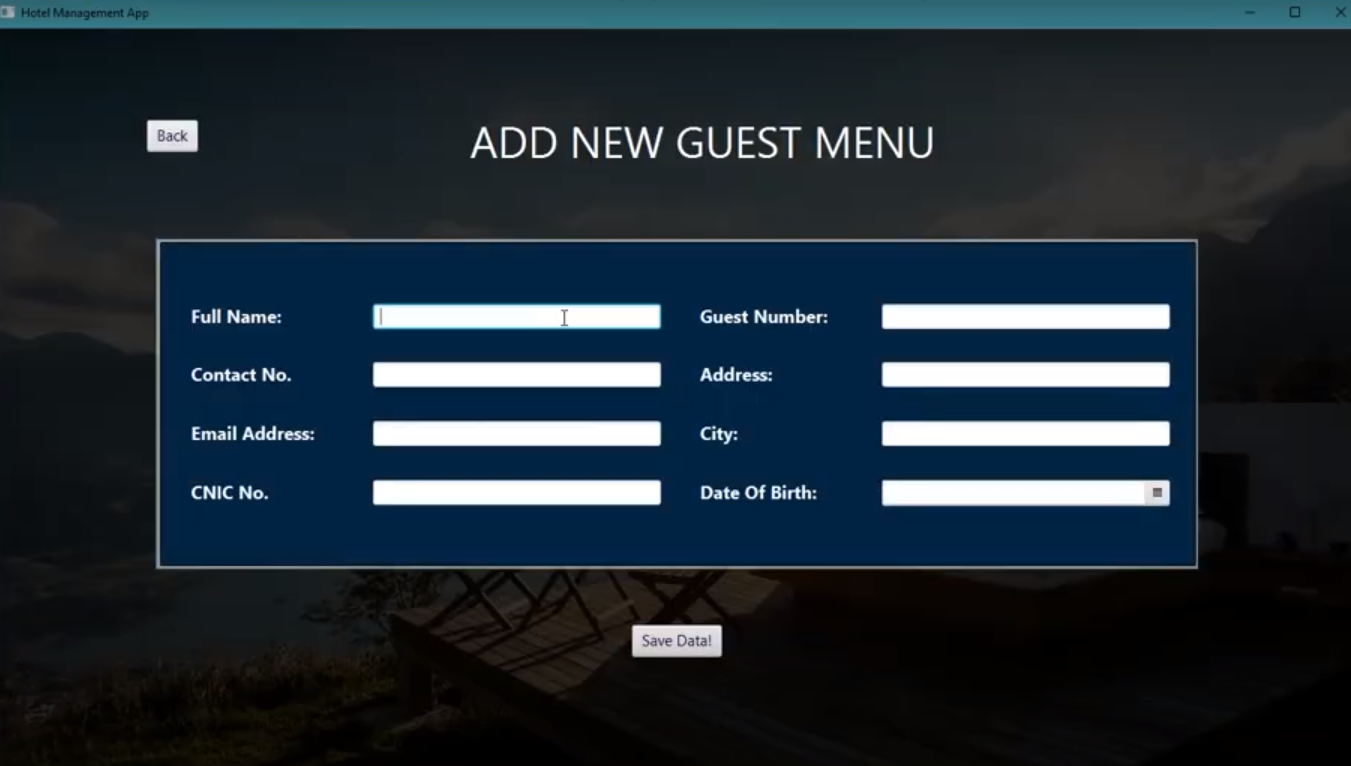 Hotel Management App
Back
ADD NEW GUEST MENU
Full Name:
Guest Number:
Contact No.
Address:
Email Address:
City:
CNIC No.
Date Of Birth:
Save Data!